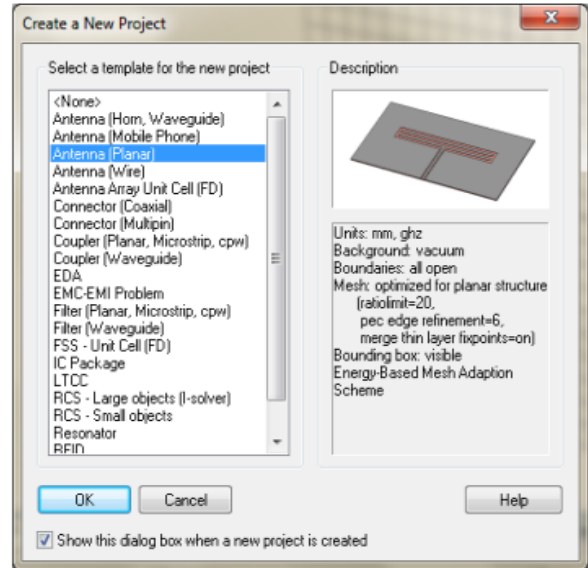 Create a New Project
Select a template for the new project
<None>
Antenna (Horn, Waveguide)
Antenna (Mobile Phone)
Antenna (Planar)
Antenna (Wire)
Antenna Array Unit Cell (FD)
Connector (Coaxial)
Connector (Multipin)
Coupler (Planar, Microstrip, cpw)
Coupler (Waveguide)
EDA
EMC-EMI Problem
Filter (Planar, Microstrip, cpw)
Filter (Waveguide)
FSS - Unit Cell (FD)
IC Package
LTCC
RCS - Large objects (I-solver)
RCS - Small objects
Resonator
RFID
Description
Units: mm, ghz
Background: vacuum
Boundaries: all open
Mesh: optimized for planar structure
(ratiolimit=20,
pec edge refinement=6,
merge thin layer fixpoints=on)
Bounding box: visible
Energy-Based Mesh Adaption
Scheme
OK
Cancel
Help
Show this dialog box when a new project is created